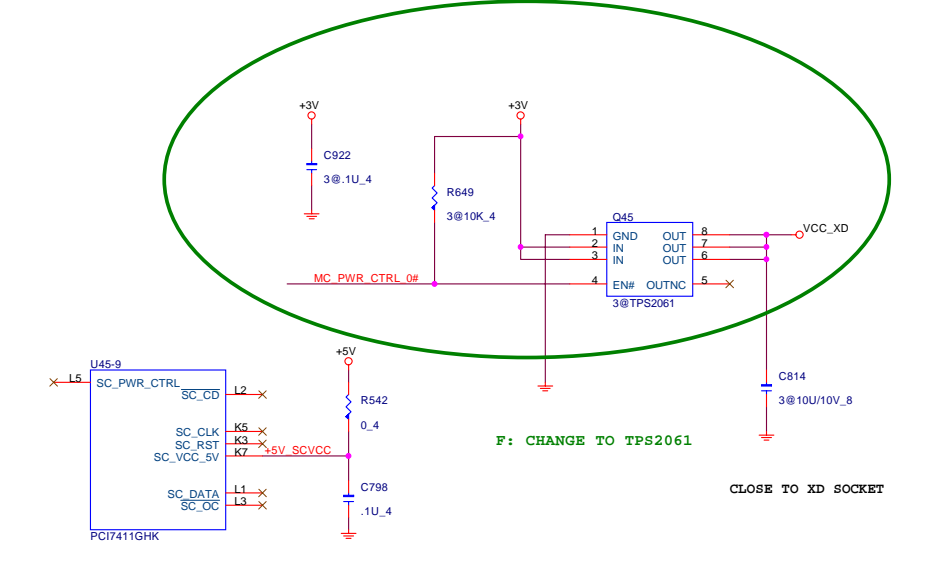 +3V
+3V
C922
3@.1U_4
R649
3@10K_4
Q45
1 GND OUT 8
2 IN OUT 7
3 IN OUT 6
4 EN# OUTNC 5
3@TPS2061
VCC_XD
MC_PWR_CTRL_0#
+5V
U45-9
L5 SC_PWR_CTRL
SC_CD L2
SC_CLK K5
SC_RST K3
SC_VCC_5V K7
+5V_SCVCC
SC_DATA L1
SC_OC L3
PCI7411GHK
R542
0_4
C798
.1U_4
C814
3@10U/10V_8
F: CHANGE TO TPS2061
CLOSE TO XD SOCKET